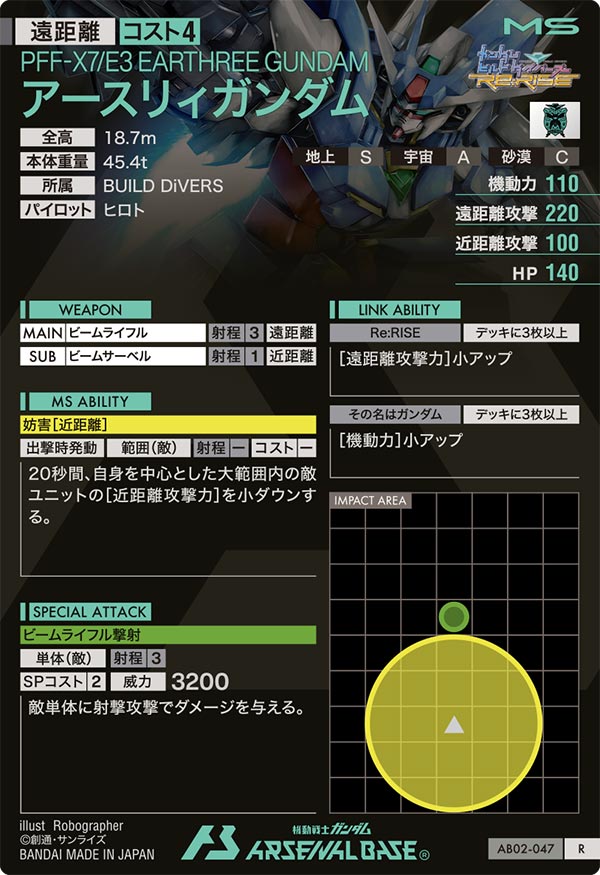 遠距離 コスト4 MS
PFF-X7/E3 EARTHREE GUNDAM
アースリィガンダム
Re:RISE
全高 18.7m
本体重量 45.4t
所属 BUILD DiVERS
パイロット ヒロト
地上 S 宇宙 A 砂漠 C
機動力 110
遠距離攻撃 220
近距離攻撃 100
HP 140
WEAPON
MAIN ビームライフル 射程 3 遠距離
SUB ビームサーベル 射程 1 近距離
MS ABILITY
妨害[近距離]
出撃時発動 範囲(敵) 射程 ー コスト ー
20秒間、自身を中心とした大範囲内の敵
ユニットの[近距離攻撃力]を小ダウンす
る。
SPECIAL ATTACK
ビームライフル撃射
単体(敵) 射程 3
SPコスト 2 威力 3200
敵単体に射撃攻撃でダメージを与える。
LINK ABILITY
Re:RISE デッキに3枚以上
[遠距離攻撃力]小アップ
その名はガンダム デッキに3枚以上
[機動力]小アップ
IMPACT AREA
illust Robographer
©創通・サンライズ
BANDAI MADE IN JAPAN
機動戦士ガンダム
ARSENAL BASE®
AB02-047 R